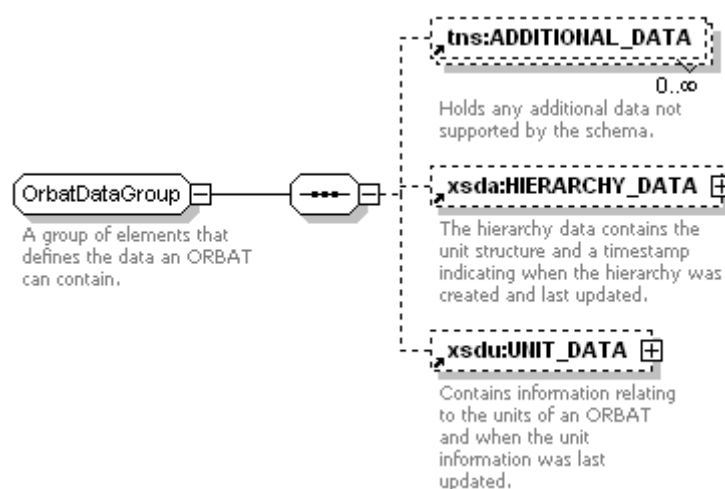 tns:ADDITIONAL_DATA
0..∞
Holds any additional data not
supported by the schema.
OrbatDataGroup
A group of elements that
defines the data an ORBAT
can contain.
xsda:HIERARCHY_DATA
The hierarchy data contains the
unit structure and a timestamp
indicating when the hierarchy was
created and last updated.
xsdu:UNIT_DATA
Contains information relating
to the units of an ORBAT
and when the unit
information was last
updated.